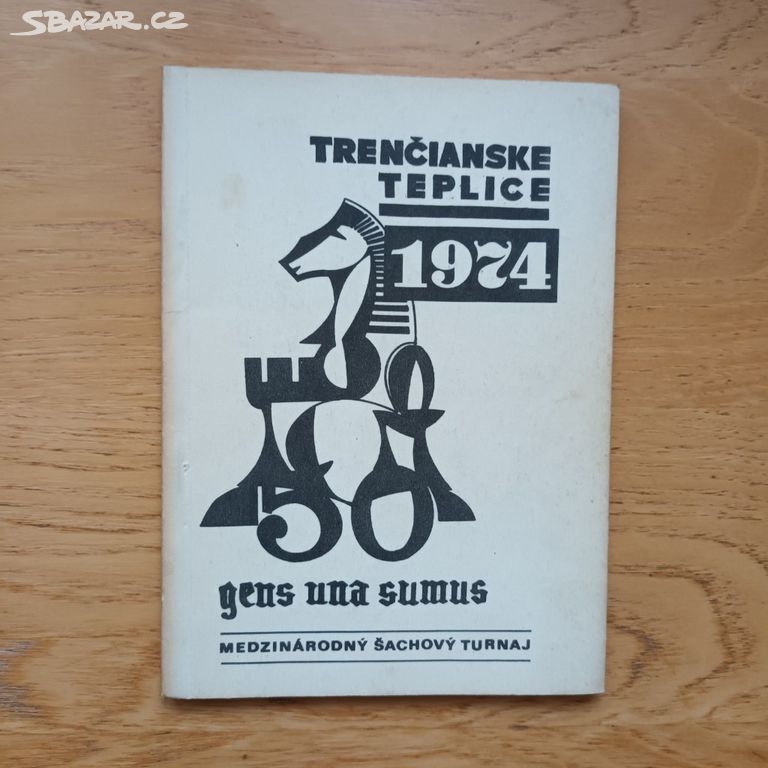 SBAZAR.CZ
TRENČIANSKE
TEPLICE
1974
50
gens una sumus
MEDZINÁRODNÝ ŠACHOVÝ TURNAJ